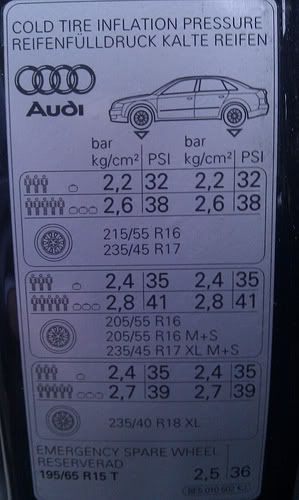 COLD TIRE INFLATION PRESSURE
REIFENFÜLLDRUCK KALTE REIFEN
Audi
bar bar
kg/cm² PSI kg/cm² PSI
2,2 32 2,2 32
2,6 38 2,6 38
215/55 R16
235/45 R17
2,4 35 2,4 35
2,8 41 2,8 41
205/55 R16
205/55 R16 M+S
235/45 R17 XL M+S
2,4 35 2,4 35
2,7 39 2,7 39
235/40 R18 XL
EMERGENCY SPARE WHEEL
RESERVERAD
195/65 R15 T 2,5 36